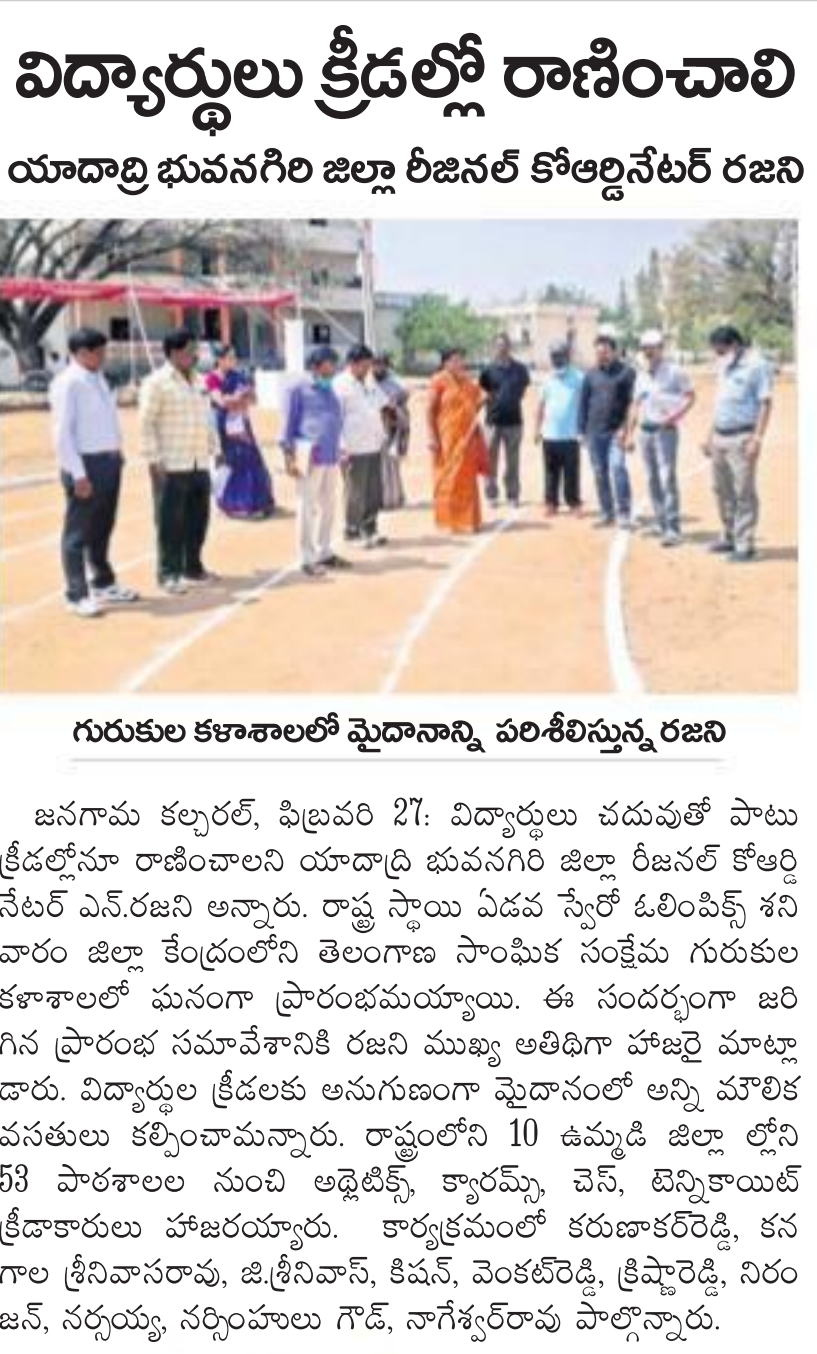 విద్యార్థులు క్రీడల్లో రాణించాలి
యాదాద్రి భువనగిరి జిల్లా రీజినల్ కోఆర్డినేటర్ రజని
గురుకుల కళాశాలలో మైదానాన్ని పరిశీలిస్తున్న రజని
జనగామ కల్చరల్, ఫిబ్రవరి 27: విద్యార్థులు చదువుతో పాటు
క్రీడల్లోనూ రాణించాలని యాదాద్రి భువనగిరి జిల్లా రీజనల్ కోఆర్డి
నేటర్ ఎన్.రజని అన్నారు. రాష్ట్ర స్థాయి ఏడవ స్వేరో ఓలింపిక్స్ శని
వారం జిల్లా కేంద్రంలోని తెలంగాణ సాంఘిక సంక్షేమ గురుకుల
కళాశాలలో ఘనంగా ప్రారంభమయ్యాయి. ఈ సందర్భంగా జరి
గిన ప్రారంభ సమావేశానికి రజని ముఖ్య అతిథిగా హాజరై మాట్లా
డారు. విద్యార్థుల క్రీడలకు అనుగుణంగా మైదానంలో అన్ని మౌలిక
వసతులు కల్పించామన్నారు. రాష్ట్రంలోని 10 ఉమ్మడి జిల్లా ల్లోని
53 పాఠశాలల నుంచి అథ్లెటిక్స్, క్యారమ్స్, చెస్, టెన్నికాయిట్
క్రీడాకారులు హాజరయ్యారు. కార్యక్రమంలో కరుణాకర్‌రెడ్డి, కన
గాల శ్రీనివాసరావు, జి.శ్రీనివాస్, కిషన్, వెంకట్‌రెడ్డి, క్రిష్ణారెడ్డి, నిరం
జన్, నర్సయ్య, నర్సింహులు గౌడ్, నాగేశ్వర్‌రావు పాల్గొన్నారు.